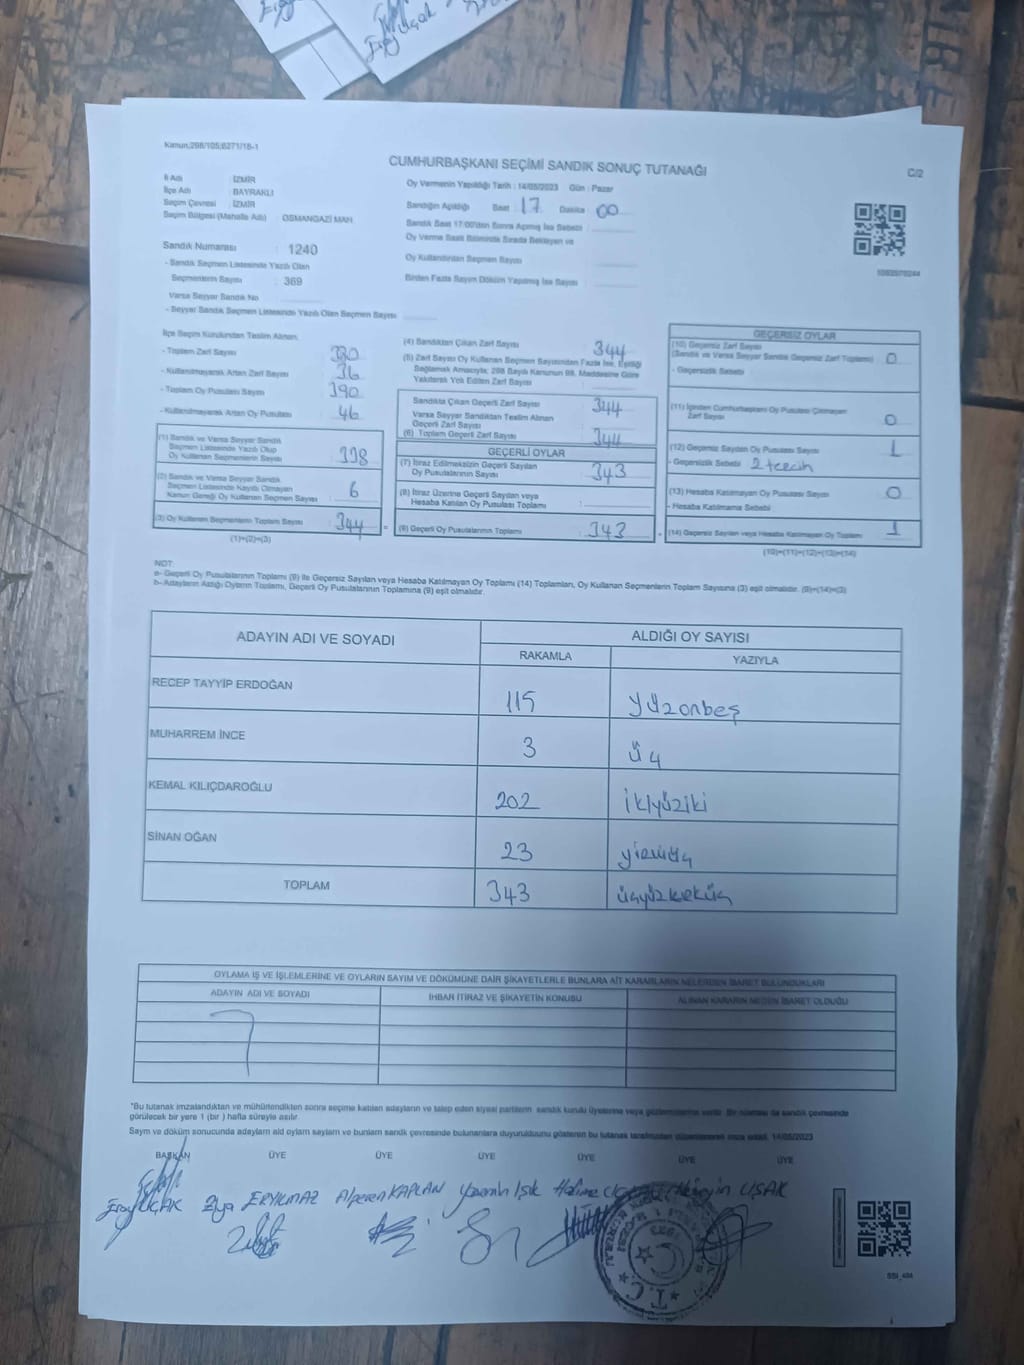 Kanun:298/105;6271/18-1
CUMHURBAŞKANI SEÇİMİ SANDIK SONUÇ TUTANAĞI
C/2
İl Adı : İZMİR
İlçe Adı : BAYRAKLI
Seçim Çevresi : İZMİR
Seçim Bölgesi (Mahalle Adı) : OSMANGAZİ MAH
Oy Vermenin Yapıldığı Tarih : 14/05/2023 Gün : Pazar
Sandığın Açıldığı Saat : 17 Dakika : 00
Sandık Saat 17:00'den Sonra Açılmış İse Sebebi :
Oy Verme Saati Bitiminde Sırada Bekleyen ve
Oy Kullandırılan Seçmen Sayısı :
Birden Fazla Sayım Döküm Yapılmış İse Sayısı :
Sandık Numarası : 1240
- Sandık Seçmen Listesinde Yazılı Olan
Seçmenlerin Sayısı : 369
Varsa Seyyar Sandık No
- Seyyar Sandık Seçmen Listesinde Yazılı Olan Seçmen Sayısı :
İlçe Seçim Kurulundan Teslim Alınan;
- Toplam Zarf Sayısı :
- Kullanılmayarak Artan Zarf Sayısı : 36
- Toplam Oy Pusulası Sayısı : 390
- Kullanılmayarak Artan Oy Pusulası : 46
(1) Sandık ve Varsa Seyyar Sandık
Seçmen Listesinde Yazılı Olup
Oy Kullanan Seçmenlerin Sayısı : 338
(2) Sandık ve Varsa Seyyar Sandık
Seçmen Listesinde Kayıtlı Olmayan
Kanun Gereği Oy Kullanan Seçmen Sayısı : 6
(3) Oy Kullanan Seçmenlerin Toplam Sayısı : 344
(1)+(2)=(3)
(4) Sandıktan Çıkan Zarf Sayısı : 344
(5) Zarf Sayısı Oy Kullanan Seçmen Sayısından Fazla İse, Eşitliği
Sağlamak Amacıyla; 298 Sayılı Kanunun 98. Maddesine Göre
Yakılarak Yok Edilen Zarf Sayısı :
Sandıkta Çıkan Geçerli Zarf Sayısı : 344
Varsa Seyyar Sandıktan Teslim Alınan
Geçerli Zarf Sayısı
(6) Toplam Geçerli Zarf Sayısı : 344
GEÇERLİ OYLAR
(7) İtiraz Edilmeksizin Geçerli Sayılan
Oy Pusulalarının Sayısı : 343
(8) İtiraz Üzerine Geçerli Sayılan veya
Hesaba Katılan Oy Pusulası Toplamı :
(9) Geçerli Oy Pusulalarının Toplamı : 343
GEÇERSİZ OYLAR
(10) Geçersiz Zarf Sayısı
(Sandık ve Varsa Seyyar Sandık Geçersiz Zarf Toplamı) : 0
- Geçersizlik Sebebi :
(11) İçinden Cumhurbaşkanı Oy Pusulası Çıkmayan
Zarf Sayısı : 0
(12) Geçersiz Sayılan Oy Pusulası Sayısı : 1
- Geçersizlik Sebebi : 2 tercih
(13) Hesaba Katılmayan Oy Pusulası Sayısı : 0
- Hesaba Katılmama Sebebi :
(14) Geçersiz Sayılan veya Hesaba Katılmayan Oy Toplamı : 1
(10)+(11)+(12)+(13)=(14)
NOT:
a- Geçerli Oy Pusulalarının Toplamı (9) ile Geçersiz Sayılan veya Hesaba Katılmayan Oy Toplamı (14) Toplamları, Oy Kullanan Seçmenlerin Toplam Sayısına (3) eşit olmalıdır. (9)+(14)=(3)
b- Adayların Aldığı Oyların Toplamı, Geçerli Oy Pusulalarının Toplamına (9) eşit olmalıdır.
ADAYIN ADI VE SOYADI
ALDIĞI OY SAYISI
RAKAMLA YAZIYLA
RECEP TAYYİP ERDOĞAN 115 yüzonbeş
MUHARREM İNCE 3 üç
KEMAL KILIÇDAROĞLU 202 ikiyüziki
SİNAN OĞAN 23
TOPLAM 343
OYLAMA İŞ VE İŞLEMLERİNE VE OYLARIN SAYIM VE DÖKÜMÜNE DAİR ŞİKAYETLERLE BUNLARA AİT KARARLARIN NELERDEN İBARET BULUNDUKLARI
ADAYIN ADI VE SOYADI İHBAR İTİRAZ VE ŞİKAYETİN KONUSU ALINAN KARARIN NEDEN İBARET OLDUĞU
*Bu tutanak imzalandıktan ve mühürlendikten sonra seçime katılan adayların ve talep eden siyasi partilerin sandık kurulu üyelerine veya gözlemcilerine verilir. Bir nüshası da sandık çevresinde
görülecek bir yere 1 (bir ) hafta süreyle asılır.
Sayım ve döküm sonucunda adayların aldı oyların sayılarını ve bunların sandık çevresinde bulunanlara duyurulduunu gösteren bu tutanak tarafımızdan düzenlenerek imza edildi. 14/05/2023
BAŞKAN ÜYE ÜYE ÜYE ÜYE ÜYE ÜYE
Eray UÇAK Ziya ERYILMAZ Alperen KAPLAN Yasemin Işık Halime Hüseyin UŞAK
T.C.